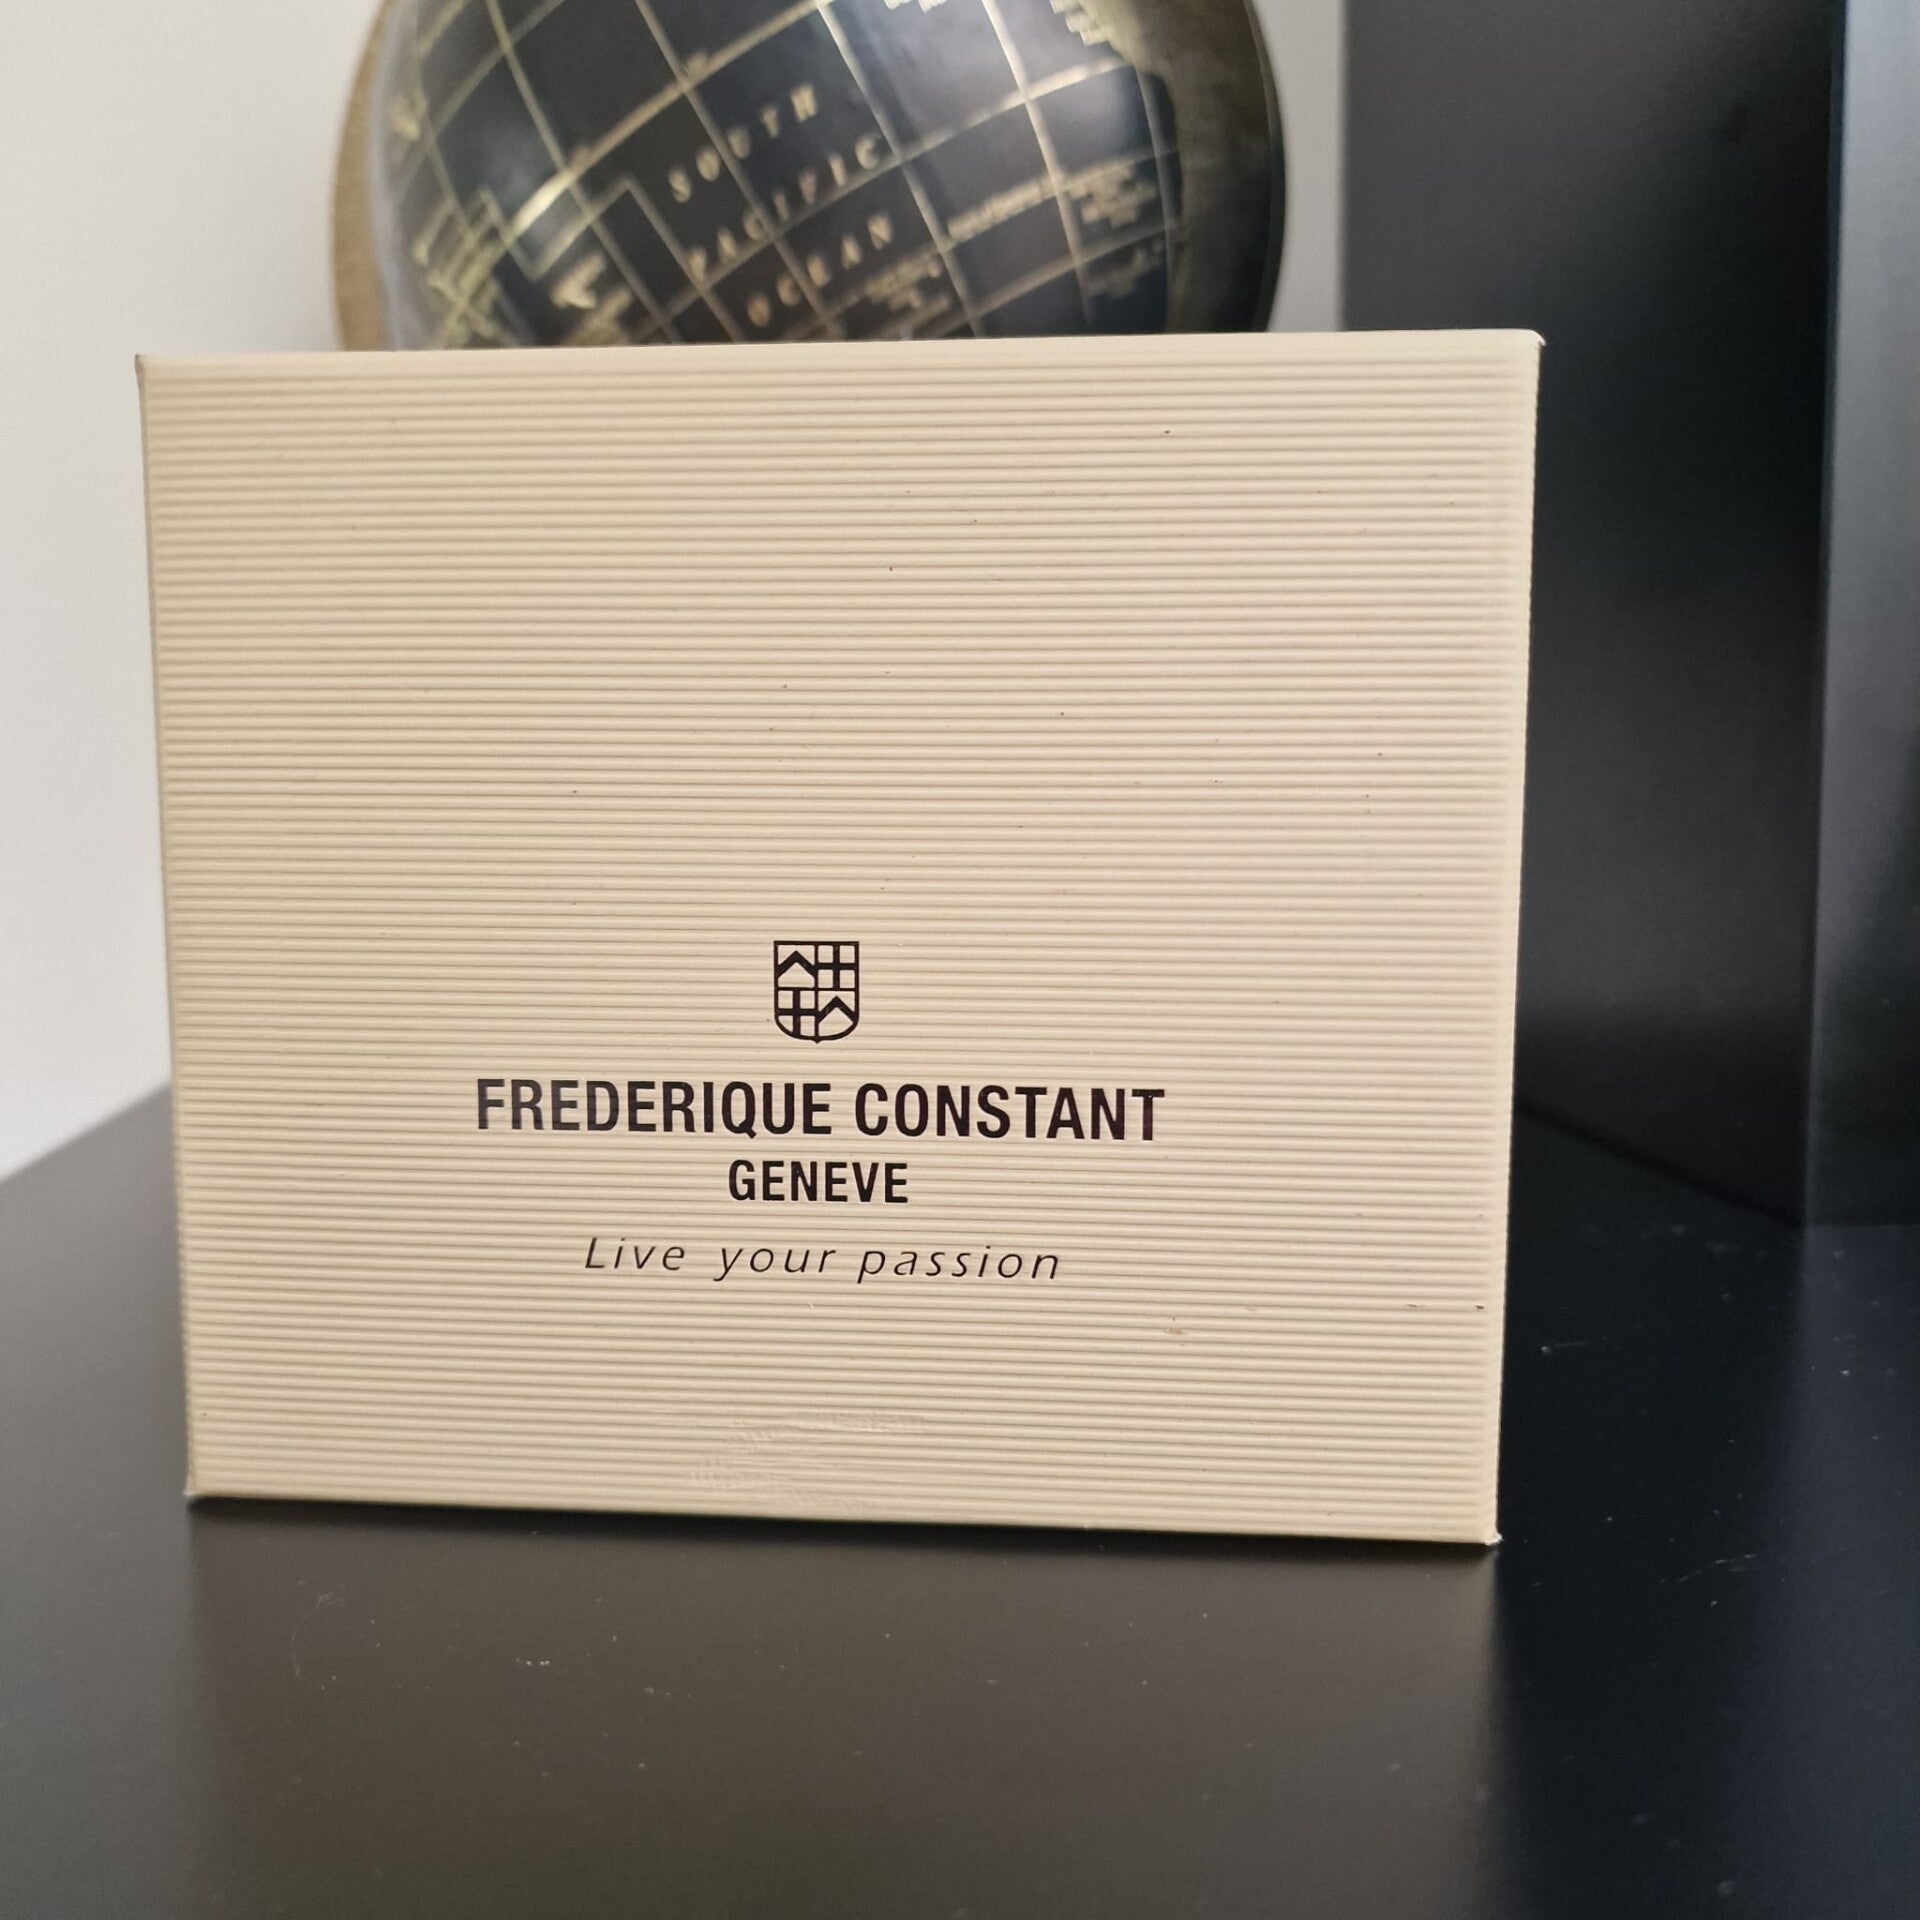 SOUTH
PACIFIC
OCEAN
FREDERIQUE CONSTANT
GENEVE
Live your passion